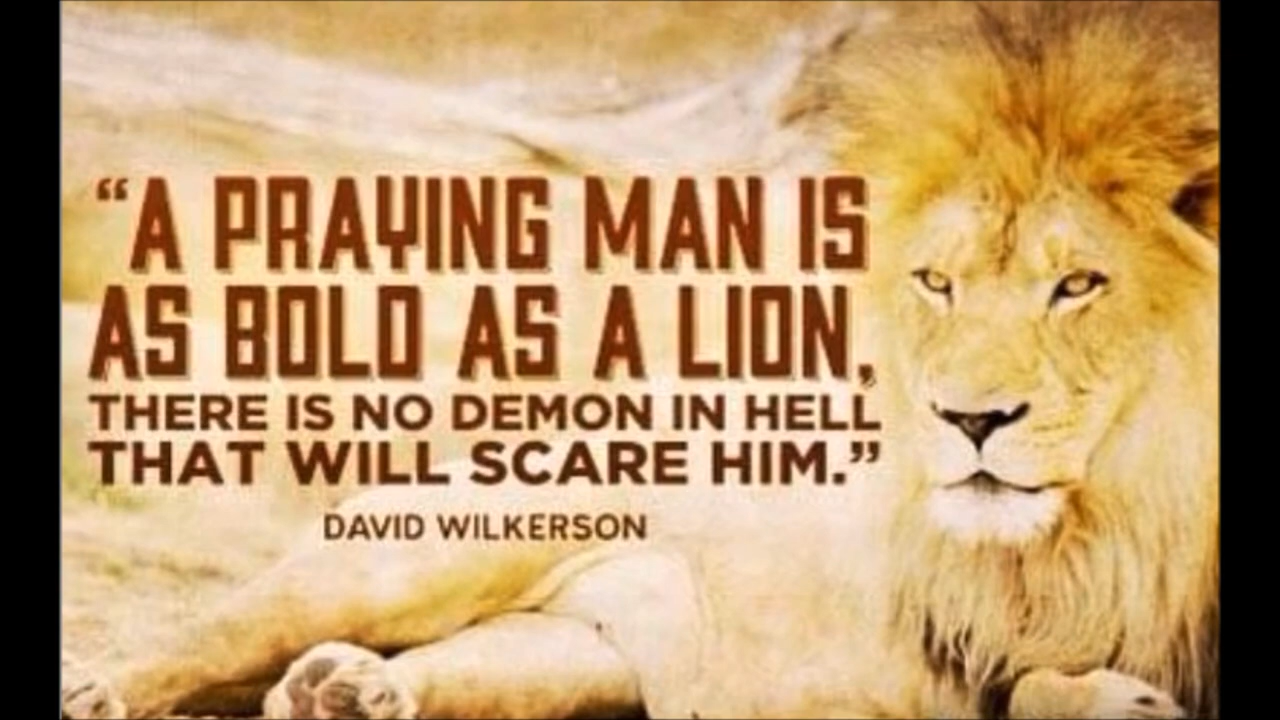 “A PRAYING MAN IS
AS BOLD AS A LION,
THERE IS NO DEMON IN HELL
THAT WILL SCARE HIM.”
DAVID WILKERSON